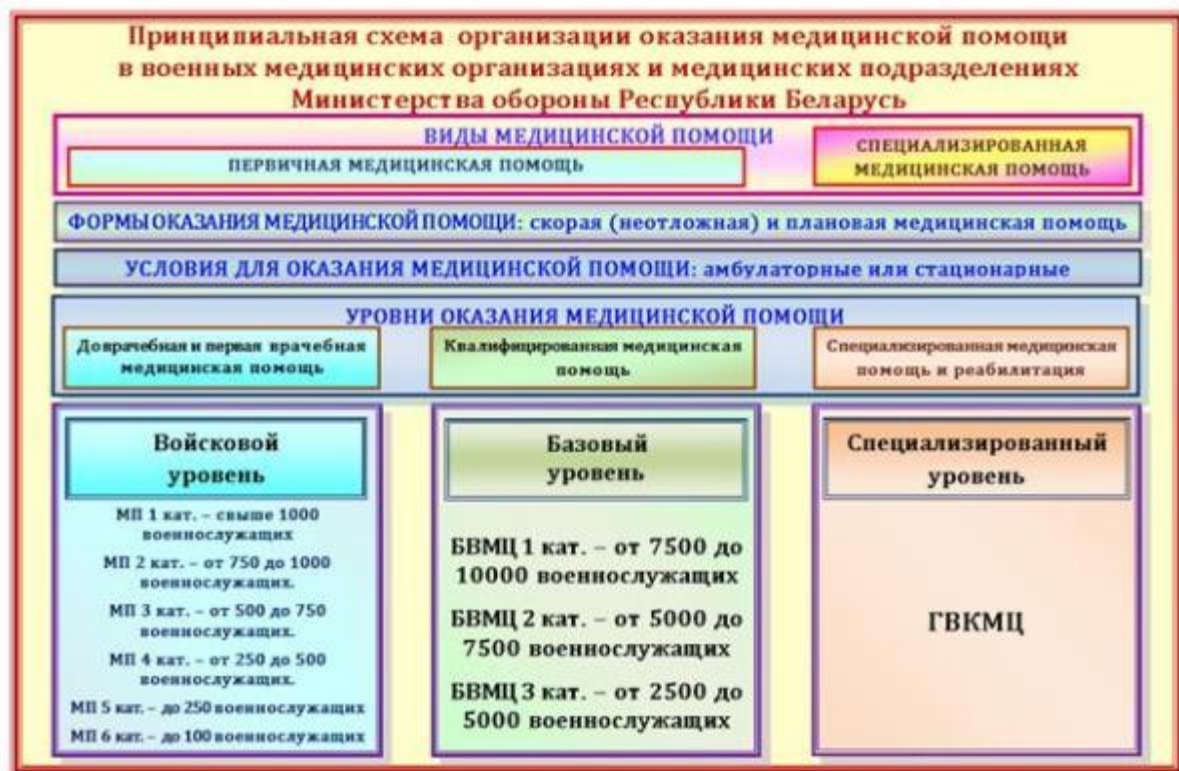 Принципиальная схема организации оказания медицинской помощи
в военных медицинских организациях и медицинских подразделениях
Министерства обороны Республики Беларусь
ВИДЫ МЕДИЦИНСКОЙ ПОМОЩИ
ПЕРВИЧНАЯ МЕДИЦИНСКАЯ ПОМОЩЬ
СПЕЦИАЛИЗИРОВАННАЯ
МЕДИЦИНСКАЯ ПОМОЩЬ
ФОРМЫ ОКАЗАНИЯ МЕДИЦИНСКОЙ ПОМОЩИ: скорая (неотложная) и плановая медицинская помощь
УСЛОВИЯ ДЛЯ ОКАЗАНИЯ МЕДИЦИНСКОЙ ПОМОЩИ: амбулаторные или стационарные
УРОВНИ ОКАЗАНИЯ МЕДИЦИНСКОЙ ПОМОЩИ
Доврачебная и первая врачебная
медицинская помощь
Квалифицированная медицинская
помощь
Специализированная медицинская
помощь и реабилитация
Войсковой
уровень
МП 1 кат. – свыше 1000
военнослужащих
МП 2 кат. – от 750 до 1000
военнослужащих.
МП 3 кат. – от 500 до 750
военнослужащих.
МП 4 кат. – от 250 до 500
военнослужащих.
МП 5 кат. – до 250 военнослужащих
МП 6 кат. – до 100 военнослужащих
Базовый
уровень
БВМЦ 1 кат. – от 7500 до
10000 военнослужащих
БВМЦ 2 кат. – от 5000 до
7500 военнослужащих
БВМЦ 3 кат. – от 2500 до
5000 военнослужащих
Специализированный
уровень
ГВКМЦ